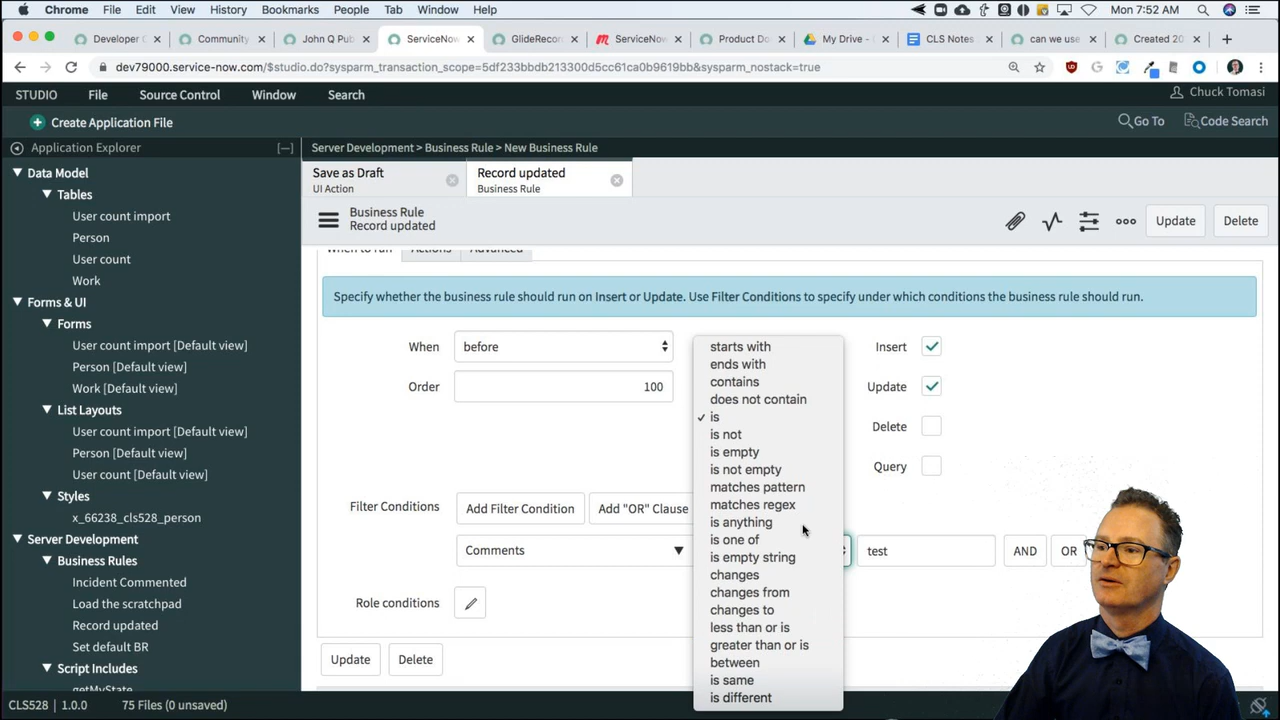 Chrome File Edit View History Bookmarks People Tab Window Help Mon 7:52 AM
Developer C Community John Q Pub ServiceNow GlideRecor ServiceNow Product Do My Drive - CLS Notes can we use Created 20
dev79000.service-now.com/$studio.do?sysparm_transaction_scope=5df233bbdb213300d5cc61ca0b9619bb&sysparm_nostack=true
STUDIO File Source Control Window Search Chuck Tomasi
Create Application File Go To Code Search
Application Explorer [—] Server Development > Business Rule > New Business Rule
Data Model
Tables
User count import
Person
User count
Work
Forms & UI
Forms
User count import [Default view]
Person [Default view]
Work [Default view]
List Layouts
User count import [Default view]
Person [Default view]
User count [Default view]
Styles
x_66238_cls528_person
Server Development
Business Rules
Incident Commented
Load the scratchpad
Record updated
Set default BR
Script Includes
getMyState
Save as Draft
UI Action
Record updated
Business Rule
Business Rule
Record updated
Update Delete
When to run Actions Advanced
Specify whether the business rule should run on Insert or Update. Use Filter Conditions to specify under which conditions the business rule should run.
When before
Order 100
Insert
Update
Delete
Query
Filter Conditions Add Filter Condition Add "OR" Clause
Comments test AND OR
Role conditions
Update Delete
starts with
ends with
contains
does not contain
✓ is
is not
is empty
is not empty
matches pattern
matches regex
is anything
is one of
is empty string
changes
changes from
changes to
less than or is
greater than or is
between
is same
is different
CLS528 | 1.0.0 75 Files (0 unsaved)